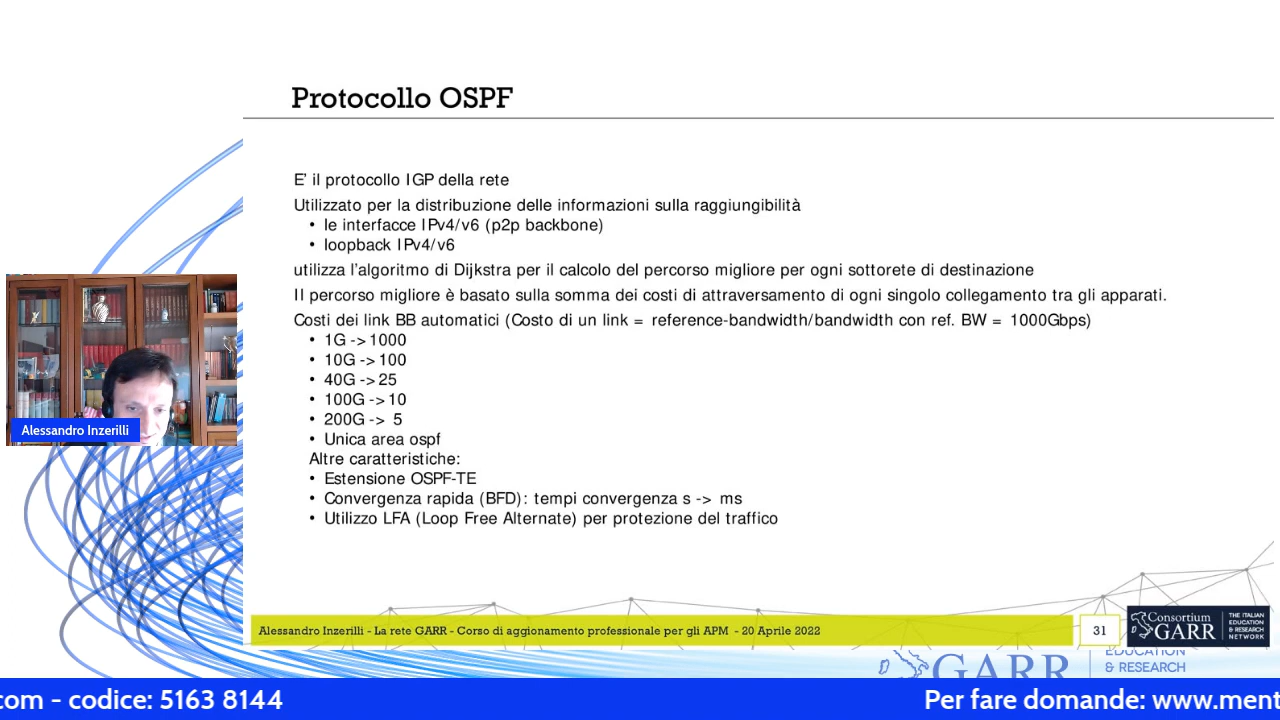 Protocollo OSPF
E' il protocollo IGP della rete
Utilizzato per la distribuzione delle informazioni sulla raggiungibilità
• le interfacce IPv4/v6 (p2p backbone)
• loopback IPv4/v6
utilizza l'algoritmo di Dijkstra per il calcolo del percorso migliore per ogni sottorete di destinazione
Il percorso migliore è basato sulla somma dei costi di attraversamento di ogni singolo collegamento tra gli apparati.
Costi dei link BB automatici (Costo di un link = reference-bandwidth/bandwidth con ref. BW = 1000Gbps)
• 1G -> 1000
• 10G -> 100
• 40G -> 25
• 100G -> 10
• 200G -> 5
• Unica area ospf
Altre caratteristiche:
• Estensione OSPF-TE
• Convergenza rapida (BFD): tempi convergenza s -> ms
• Utilizzo LFA (Loop Free Alternate) per protezione del traffico
Alessandro Inzerilli
Alessandro Inzerilli - La rete GARR - Corso di aggionamento professionale per gli APM - 20 Aprile 2022
31
Consortium
GARR
THE ITALIAN
EDUCATION
& RESEARCH
NETWORK
GARR
EDUCATION
& RESEARCH
com - codice: 5163 8144
Per fare domande: www.ment